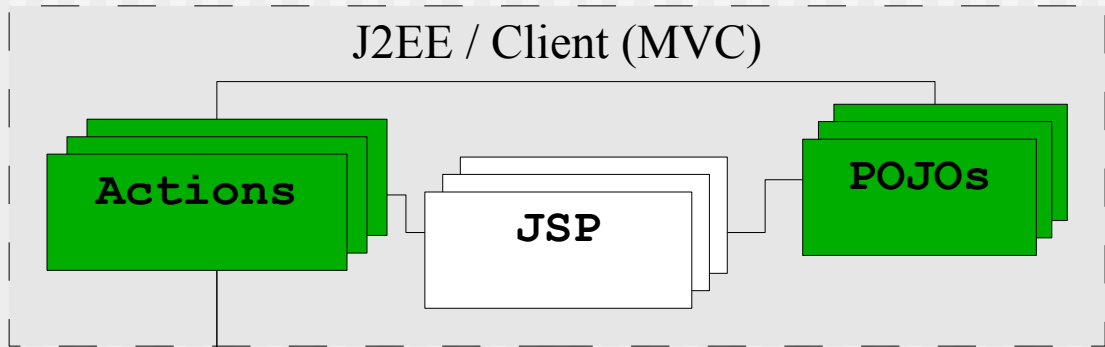 J2EE / Client (MVC)
Actions
JSP
POJOs